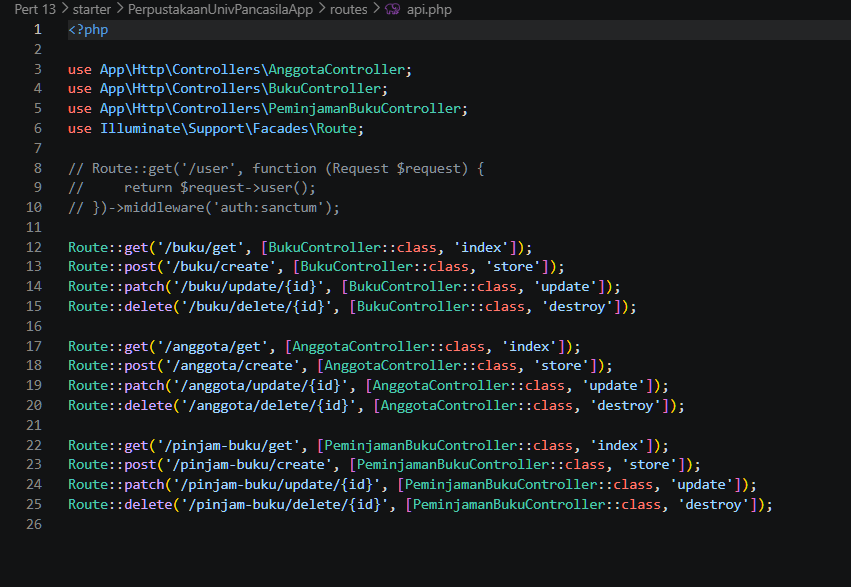 Part 13 > starter > PerpustakaanUnivPancasilaApp > routes > api.php
1 <?php
2
3 use App\Http\Controllers\AnggotaController;
4 use App\Http\Controllers\BukuController;
5 use App\Http\Controllers\PeminjamanBukuController;
6 use Illuminate\Support\Facades\Route;
7
8 // Route::get('/user', function (Request $request) {
9 //     return $request->user();
10 // })->middleware('auth:sanctum');
11
12 Route::get('/buku/get', [BukuController::class, 'index']);
13 Route::post('/buku/create', [BukuController::class, 'store']);
14 Route::patch('/buku/update/{id}', [BukuController::class, 'update']);
15 Route::delete('/buku/delete/{id}', [BukuController::class, 'destroy']);
16
17 Route::get('/anggota/get', [AnggotaController::class, 'index']);
18 Route::post('/anggota/create', [AnggotaController::class, 'store']);
19 Route::patch('/anggota/update/{id}', [AnggotaController::class, 'update']);
20 Route::delete('/anggota/delete/{id}', [AnggotaController::class, 'destroy']);
21
22 Route::get('/pinjam-buku/get', [PeminjamanBukuController::class, 'index']);
23 Route::post('/pinjam-buku/create', [PeminjamanBukuController::class, 'store']);
24 Route::patch('/pinjam-buku/update/{id}', [PeminjamanBukuController::class, 'update']);
25 Route::delete('/pinjam-buku/delete/{id}', [PeminjamanBukuController::class, 'destroy']);
26